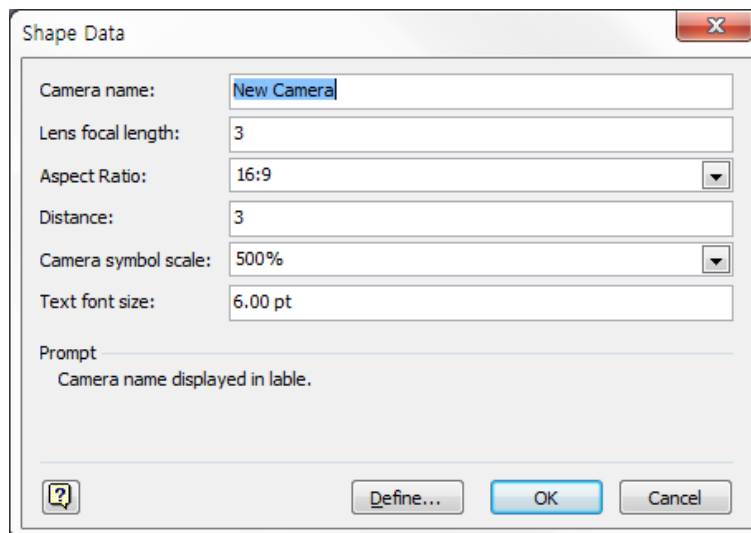 Shape Data
Camera name: New Camera
Lens focal length: 3
Aspect Ratio: 16:9
Distance: 3
Camera symbol scale: 500%
Text font size: 6.00 pt
Prompt
Camera name displayed in lable.
? Define... OK Cancel